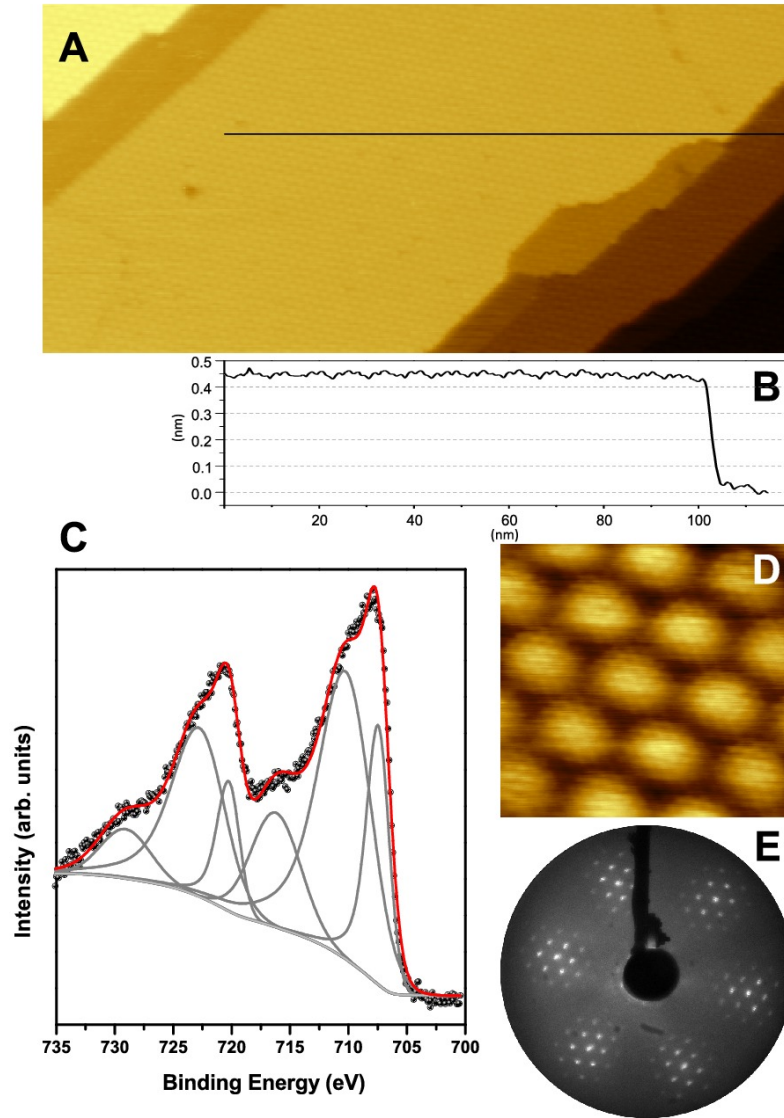 A
0.5
0.4
0.3
0.2
0.1
0.0
(nm)
B
20 40 60 80 100
(nm)
C
D
Intensity (arb. units)
735 730 725 720 715 710 705 700
Binding Energy (eV)
E